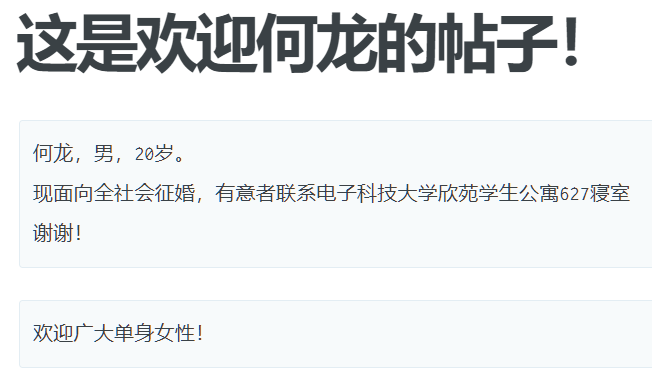 这是欢迎何龙的帖子！
何龙，男，20岁。
现面向全社会征婚，有意者联系电子科技大学欣苑学生公寓627寝室
谢谢！
欢迎广大单身女性！